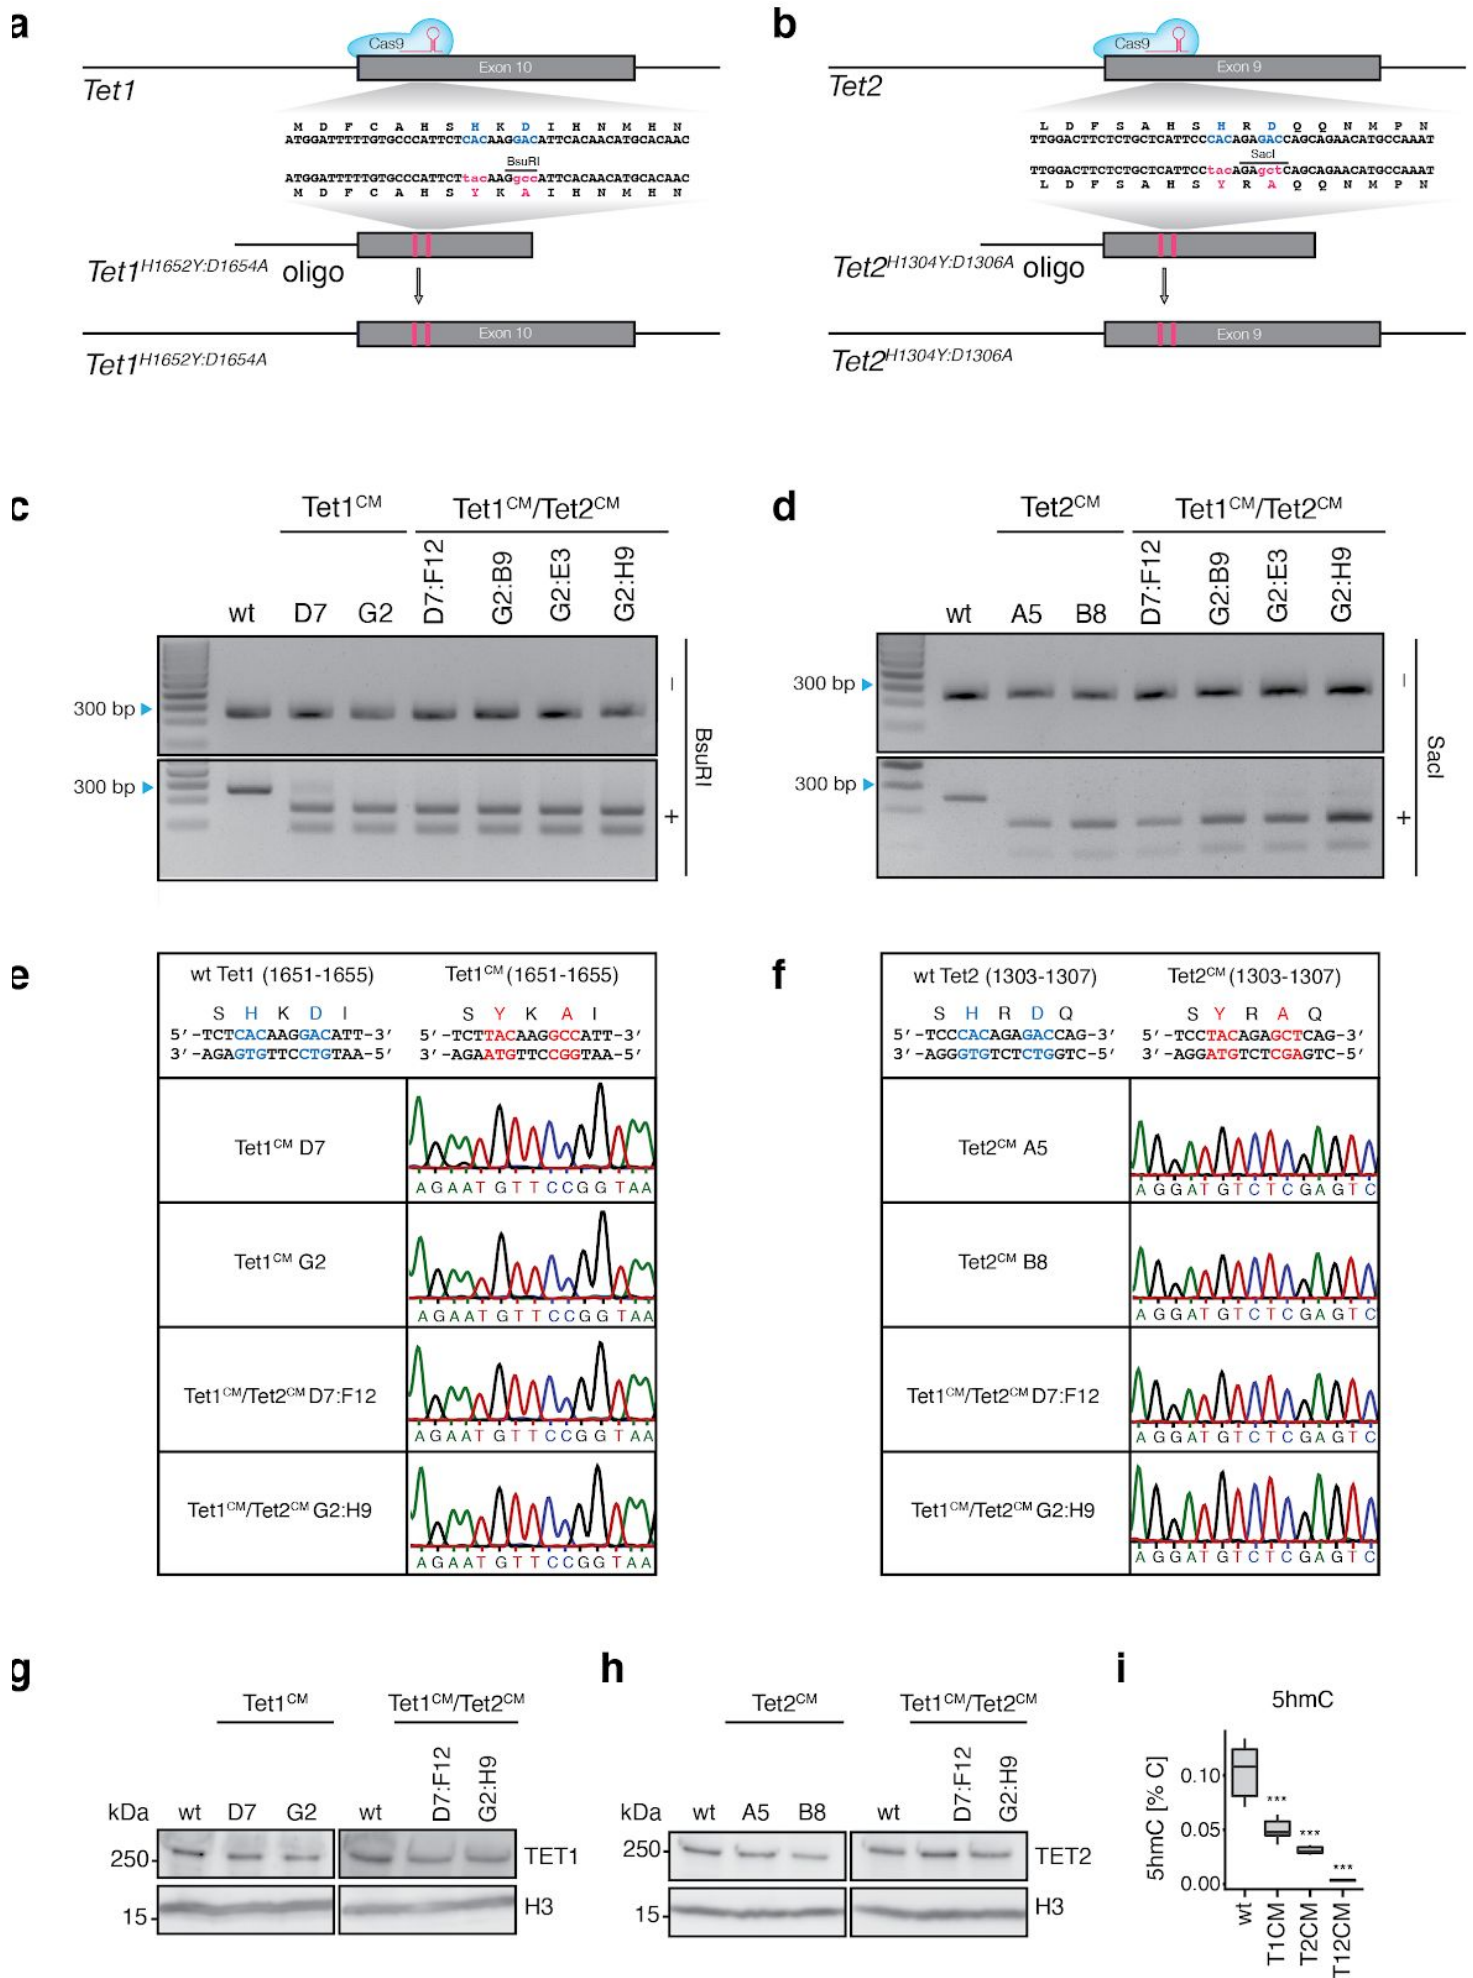 a
Cas9
Exon 10
Tet1
M D F C A H S H K D I H N M H N
ATGGATTTTTGTGCCCATTCTCACAAGGACATTCACAACATGCACAAC
BsuRI
ATGGATTTTTGTGCCCATTCTtacAAGgccATTCACAACATGCACAAC
M D F C A H S Y K A I H N M H N
Tet1H1652Y:D1654A oligo
Exon 10
Tet1H1652Y:D1654A
b
Cas9
Exon 9
Tet2
L D F S A H S H R D Q Q N M P N
TTGGACTTCTCTGCTCATTCCCACAGAGACCAGCAGAACATGCCAAAT
SacI
TTGGACTTCTCTGCTCATTCCtacAGAgctCAGCAGAACATGCCAAAT
L D F S A H S Y R A Q Q N M P N
Tet2H1304Y:D1306A oligo
Exon 9
Tet2H1304Y:D1306A
c
Tet1CM Tet1CM/Tet2CM
wt D7 G2 D7:F12 G2:B9 G2:E3 G2:H9
300 bp –
300 bp +
BsuRI
d
Tet2CM Tet1CM/Tet2CM
wt A5 B8 D7:F12 G2:B9 G2:E3 G2:H9
300 bp –
300 bp +
SacI
e
wt Tet1 (1651-1655) Tet1CM (1651-1655)
S H K D I S Y K A I
5′-TCTCACAAGGACATT-3′ 5′-TCTTACAAGGCCATT-3′
3′-AGAGTGTTCCTGTAA-5′ 3′-AGAATGTTCCGGTAA-5′
Tet1CM D7
AGAATGTTCCGGTAA
Tet1CM G2
AGAATGTTCCGGTAA
Tet1CM/Tet2CM D7:F12
AGAATGTTCCGGTAA
Tet1CM/Tet2CM G2:H9
AGAATGTTCCGGTAA
f
wt Tet2 (1303-1307) Tet2CM (1303-1307)
S H R D Q S Y R A Q
5′-TCCCACAGAGACCAG-3′ 5′-TCCTACAGAGCTCAG-3′
3′-AGGGTGTCTCTGGTC-5′ 3′-AGGATGTCTCGAGTC-5′
Tet2CM A5
AGGATGTCTCGAGTC
Tet2CM B8
AGGATGTCTCGAGTC
Tet1CM/Tet2CM D7:F12
AGGATGTCTCGAGTC
Tet1CM/Tet2CM G2:H9
AGGATGTCTCGAGTC
g
Tet1CM Tet1CM/Tet2CM
kDa wt D7 G2 wt D7:F12 G2:H9
250 TET1
15 H3
h
Tet2CM Tet1CM/Tet2CM
kDa wt A5 B8 wt D7:F12 G2:H9
250 TET2
15 H3
i
5hmC
5hmC [% C]
0.10
0.05
0.00
***
***
***
wt T1CM T2CM T12CM